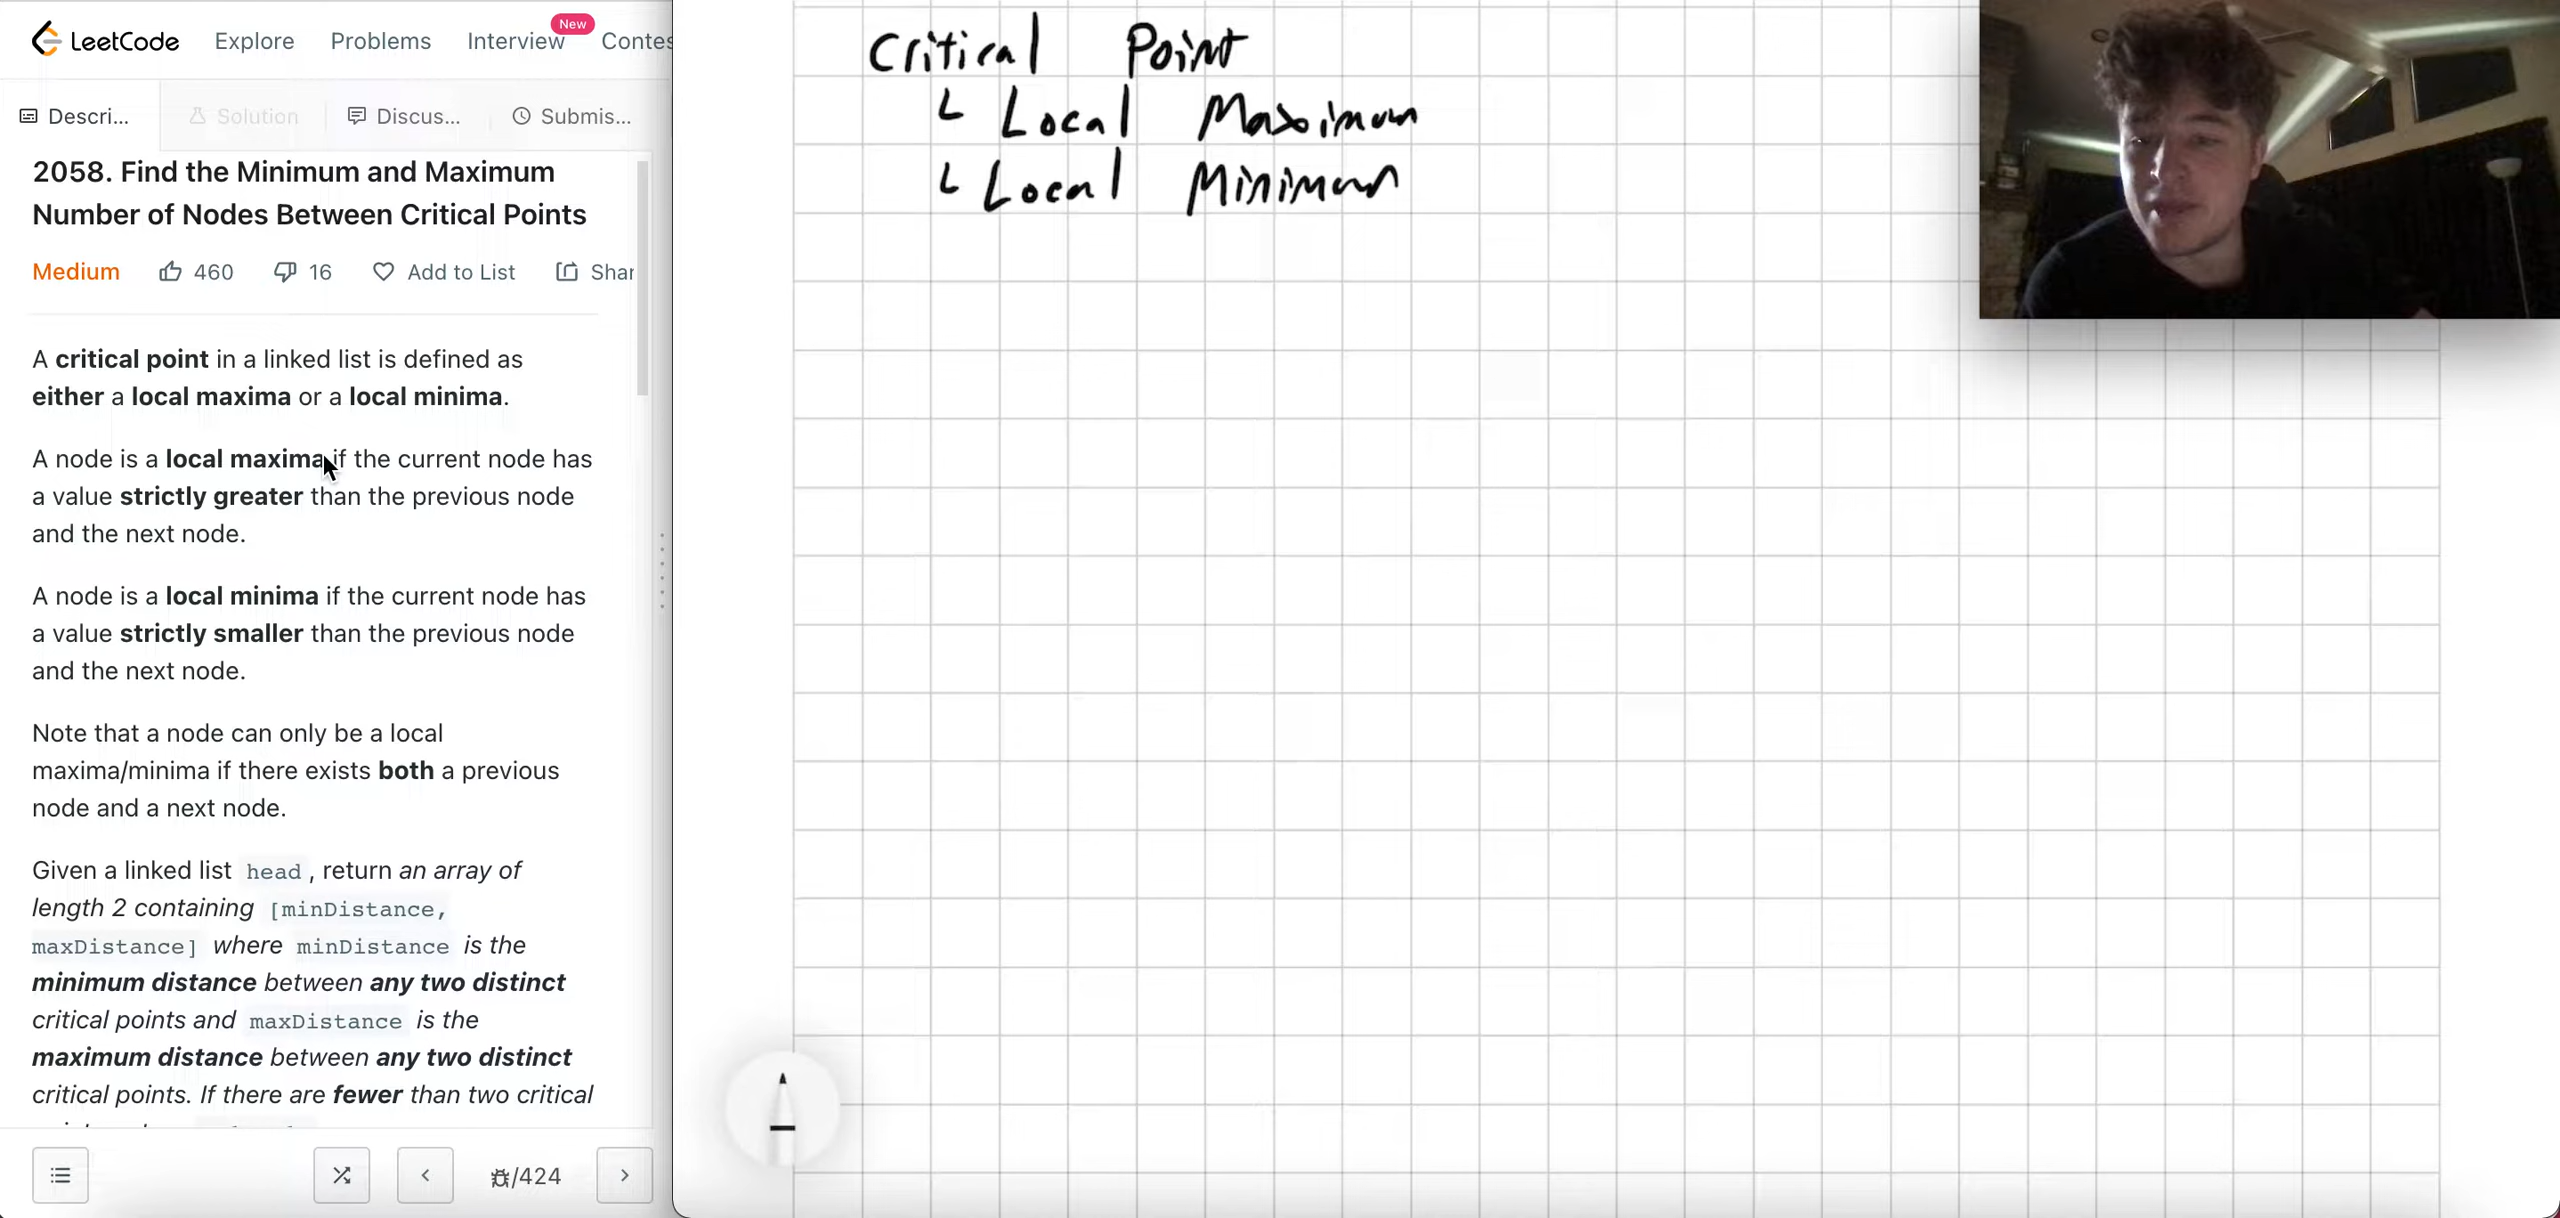 LeetCode Explore Problems Interview New Contes
Descri... Solution Discus... Submis...
2058. Find the Minimum and Maximum
Number of Nodes Between Critical Points
Medium 460 16 Add to List Shar
A critical point in a linked list is defined as
either a local maxima or a local minima.
A node is a local maxima if the current node has
a value strictly greater than the previous node
and the next node.
A node is a local minima if the current node has
a value strictly smaller than the previous node
and the next node.
Note that a node can only be a local
maxima/minima if there exists both a previous
node and a next node.
Given a linked list head, return an array of
length 2 containing [minDistance,
maxDistance] where minDistance is the
minimum distance between any two distinct
critical points and maxDistance is the
maximum distance between any two distinct
critical points. If there are fewer than two critical
/424
Critical Point
Local Maximum
Local Minimum